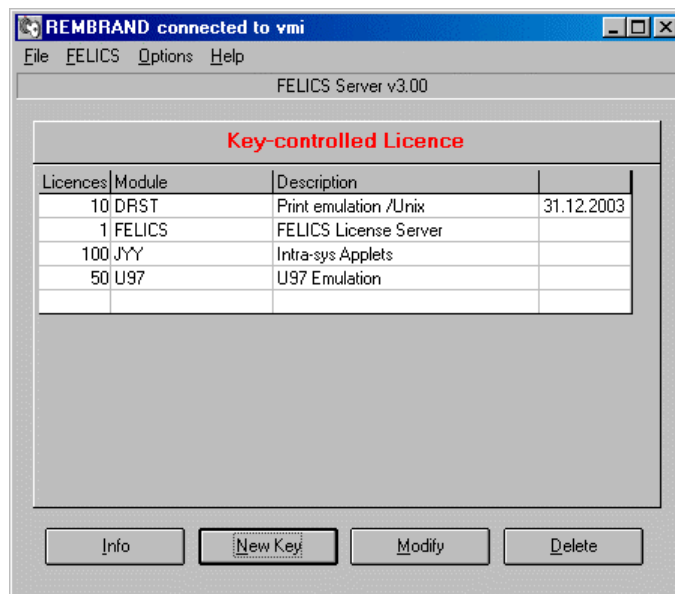 REMBRAND connected to vmi
File FELICS Options Help
FELICS Server v3.00
Key-controlled Licence
Licences Module Description
10 DRST Print emulation /Unix 31.12.2003
1 FELICS FELICS License Server
100 JYY Intra-sys Applets
50 U97 U97 Emulation
Info New Key Modify Delete